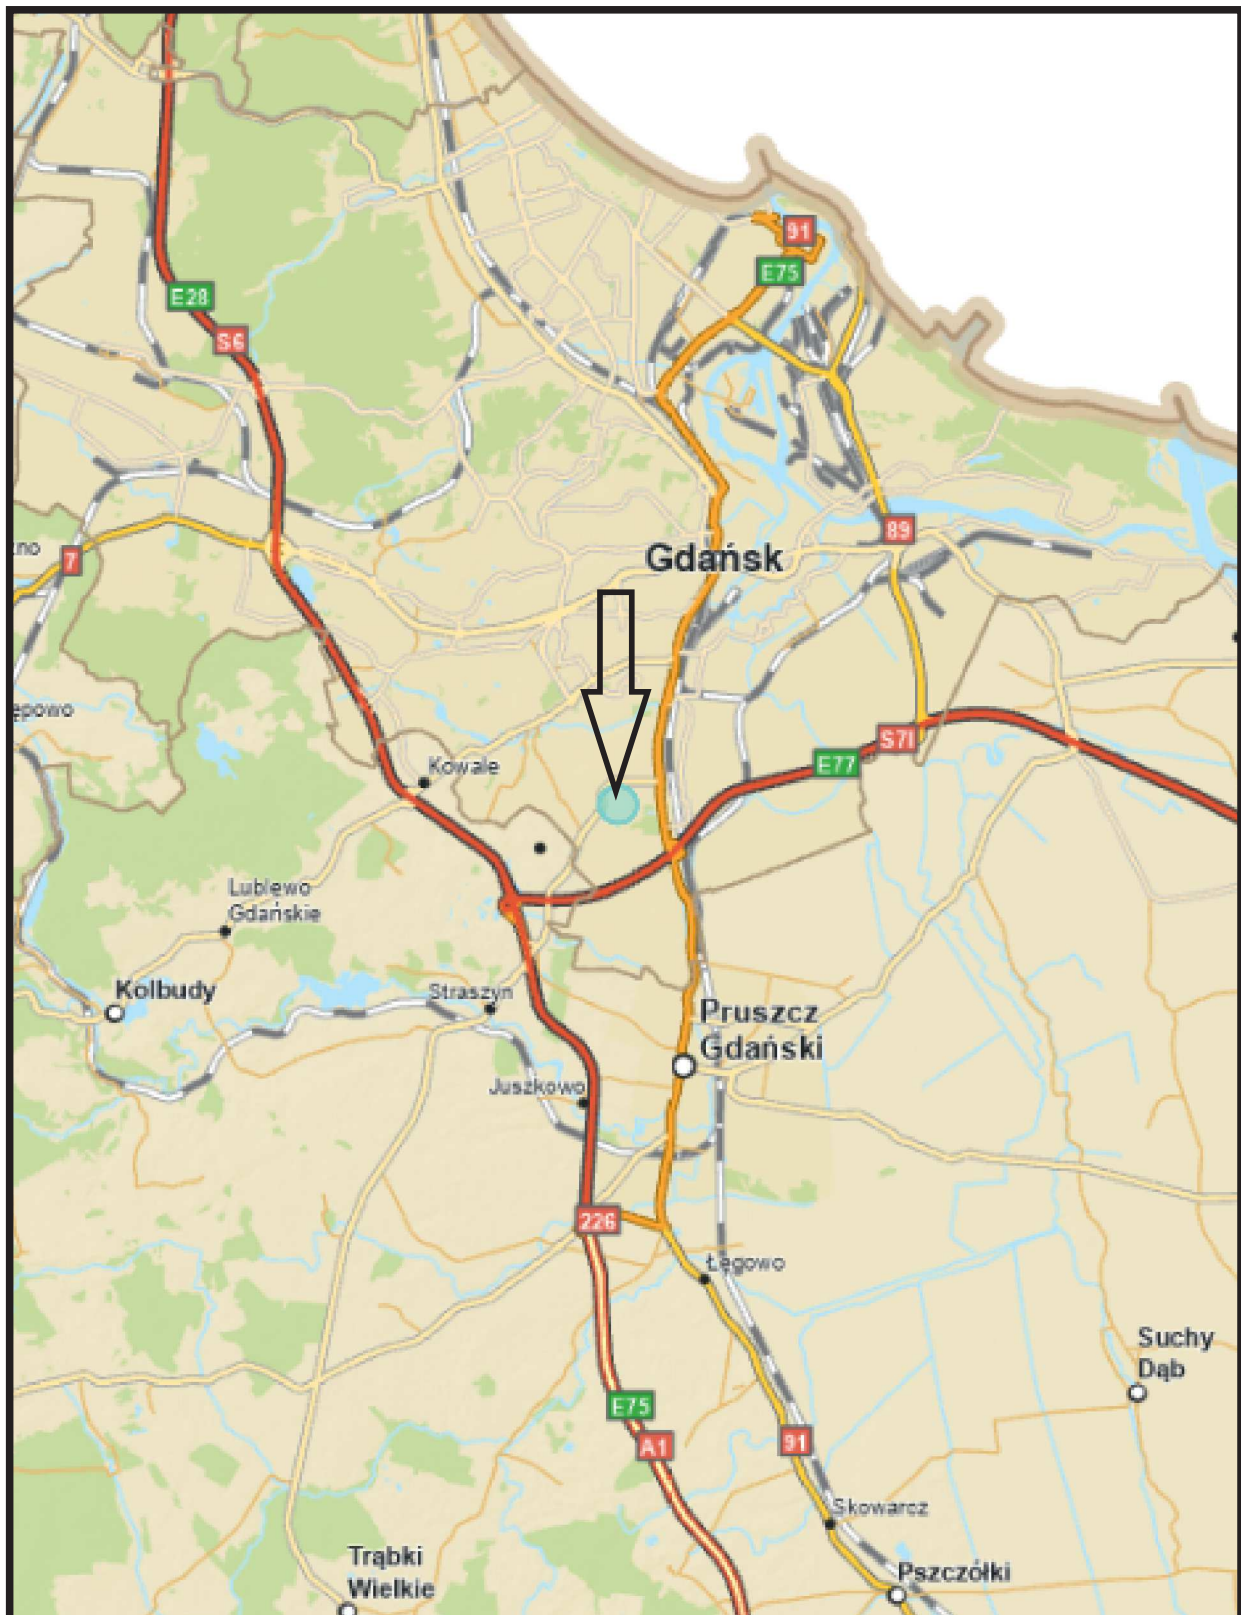 91
E75
E28
S6
89
Gdańsk
7
S7I
E77
Kowale
Lublewo
Gdańskie
Kolbudy
Straszyn
Pruszcz
Gdański
Juszkowo
226
Łęgowo
Suchy
Dąb
E75
91
A1
Skowarcz
Trąbki
Wielkie
Pszczółki